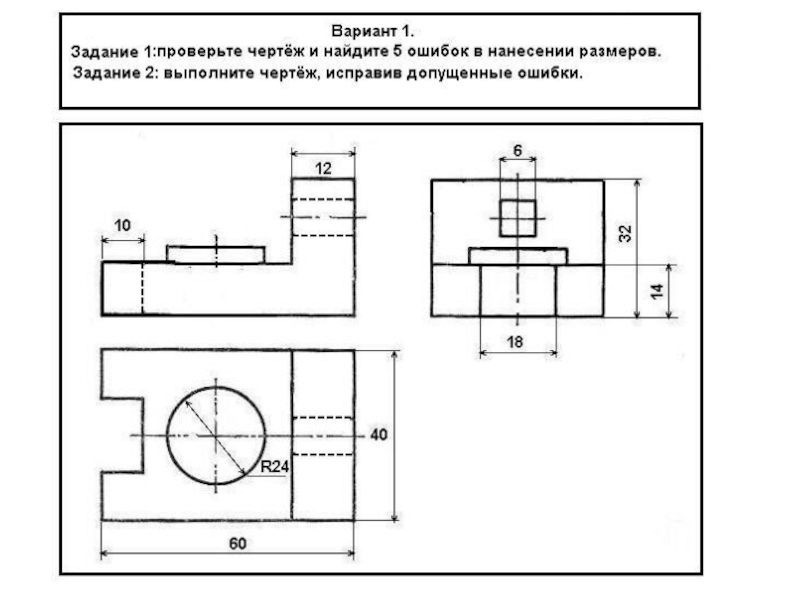 Вариант 1.
Задание 1:проверьте чертёж и найдите 5 ошибок в нанесении размеров.
Задание 2: выполните чертёж, исправив допущенные ошибки.
12
10
6
32
14
18
R24
40
60